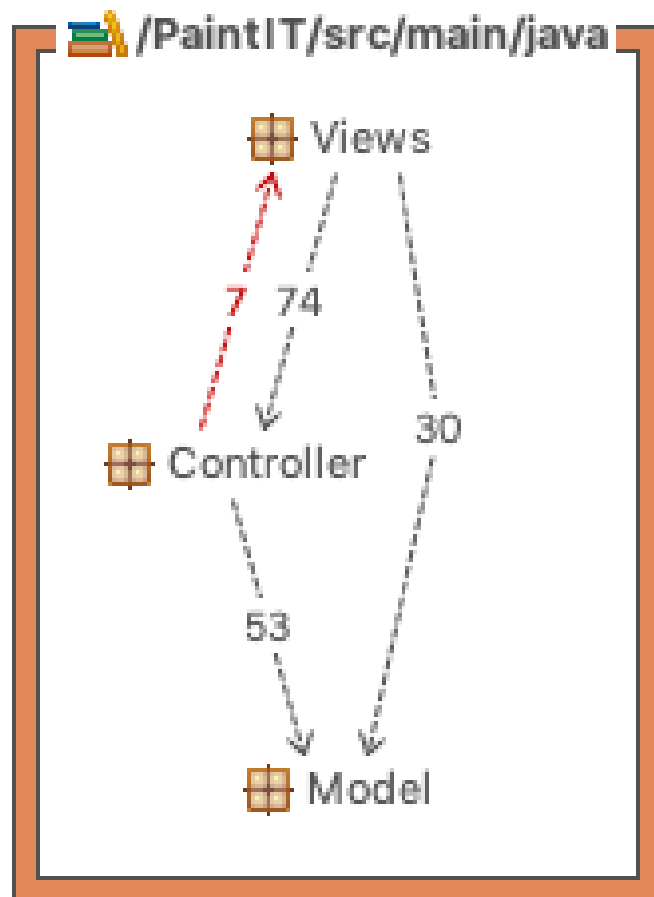 /PaintIT/src/main/java
Views
7 74
30
Controller
53
Model